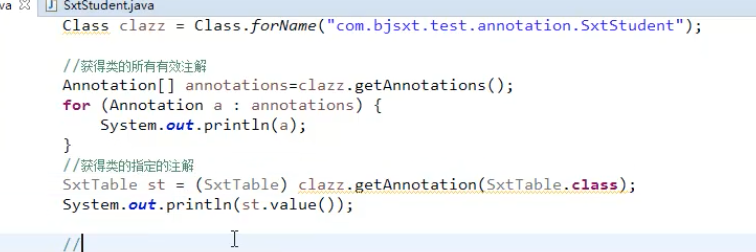 va SxtStudent.java
Class clazz = Class.forName("com.bjsxt.test.annotation.SxtStudent");
//获得类的所有有效注解
Annotation[] annotations=clazz.getAnnotations();
for (Annotation a : annotations) {
System.out.println(a);
}
//获得类的指定的注解
SxtTable st = (SxtTable) clazz.getAnnotation(SxtTable.class);
System.out.println(st.value());
//